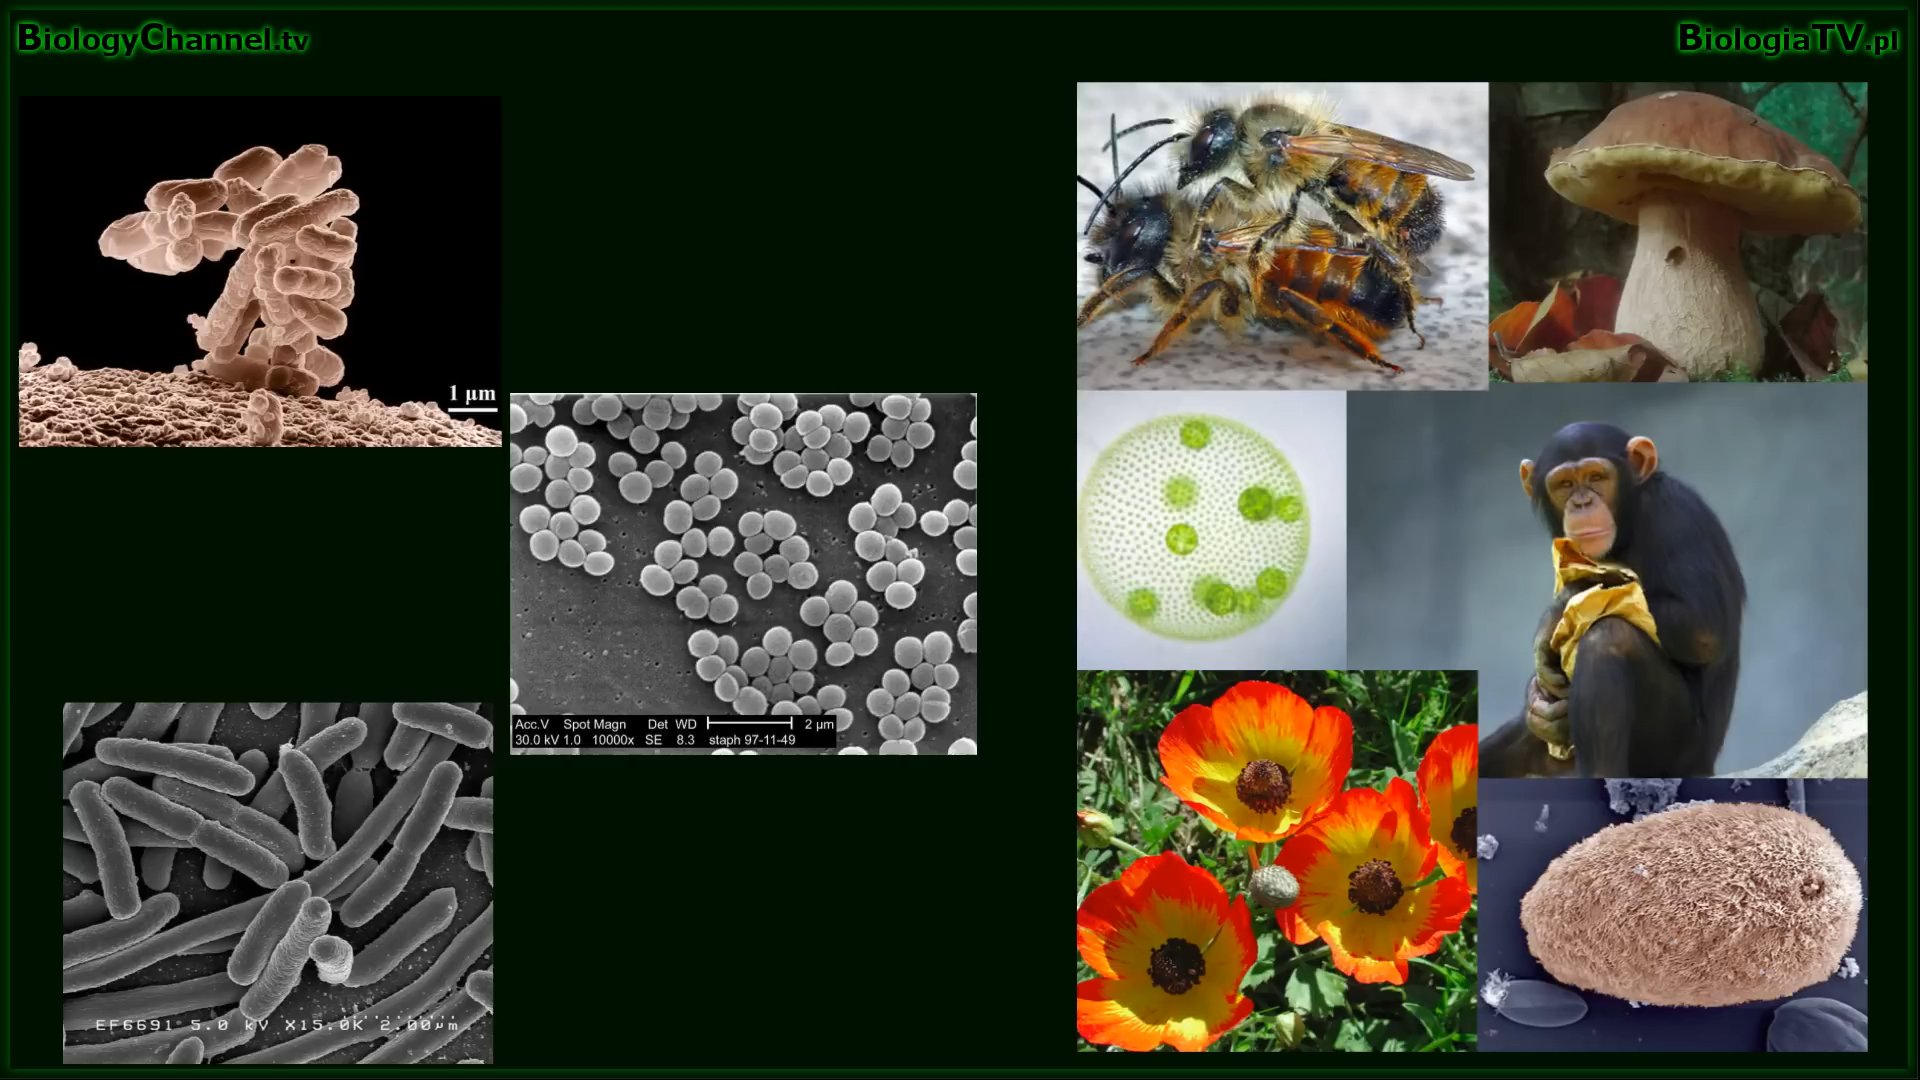 BiologyChannel.tv
BiologiaTV.pl
1 µm
Acc.V Spot Magn Det WD 2 µm
30.0 kV 1.0 10000x SE 8.3 staph 97-11-49
EF6691 5.0 kV X15.0K 2.00µm